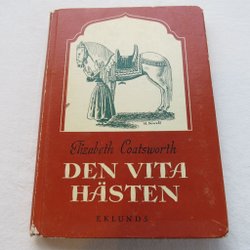 Elizabeth Coatsworth
DEN VITA
HÄSTEN
EKLUNDS